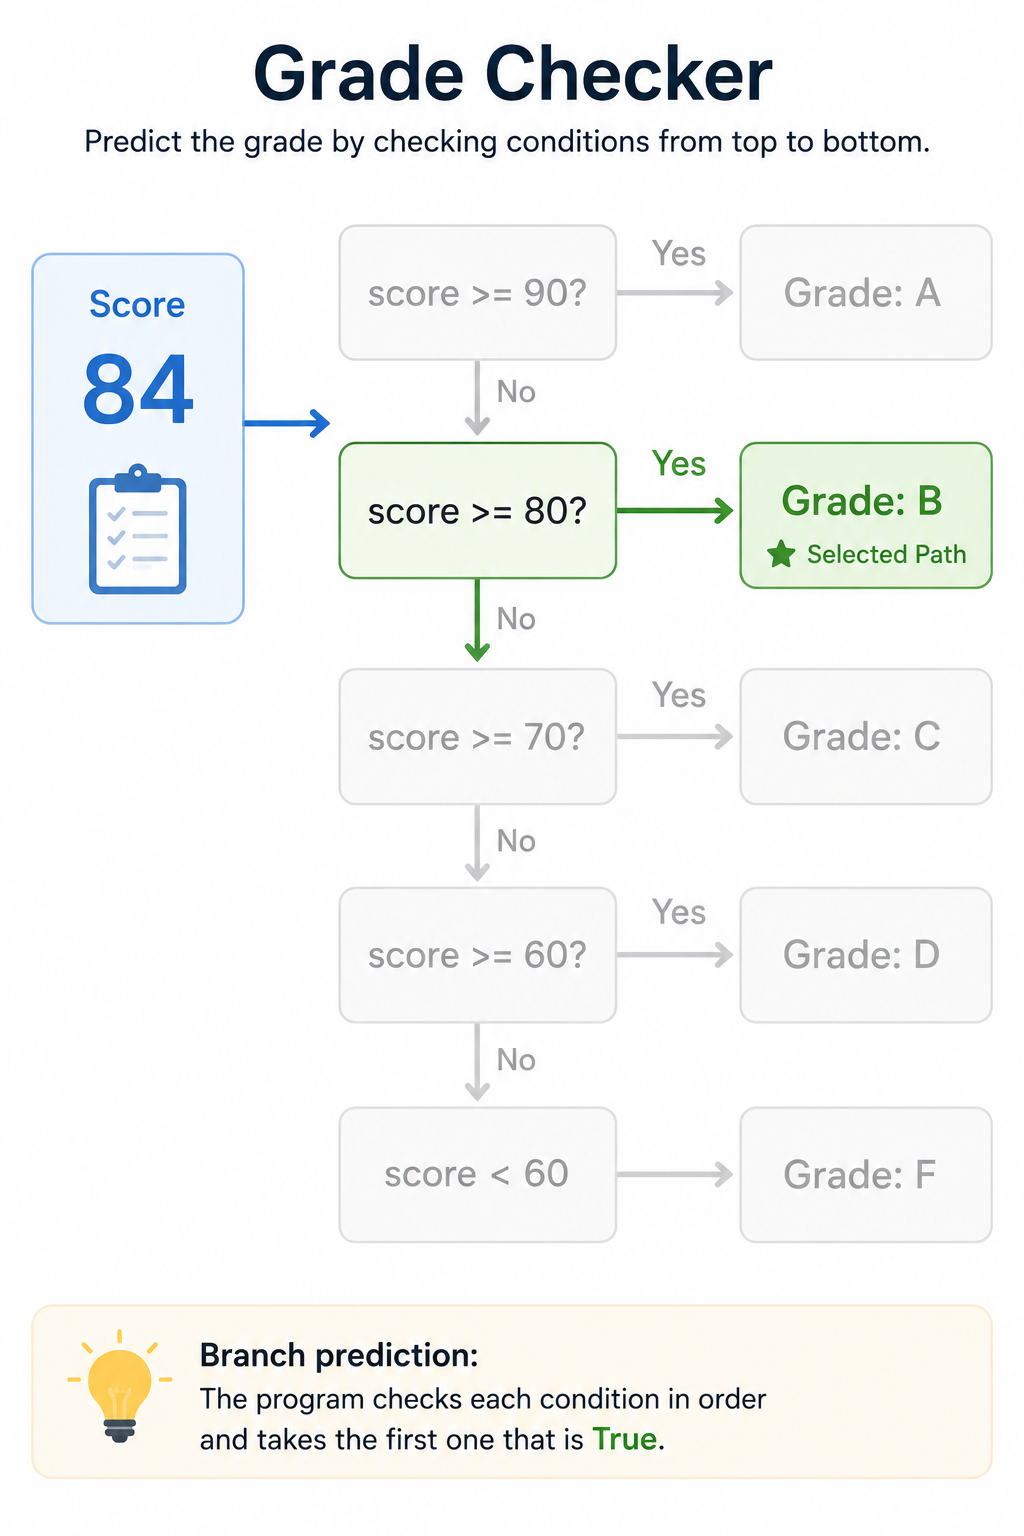 Grade Checker
Predict the grade by checking conditions from top to bottom.
Score
84
score >= 90?
Yes
Grade: A
No
score >= 80?
Yes
Grade: B
Selected Path
No
score >= 70?
Yes
Grade: C
No
score >= 60?
Yes
Grade: D
No
score < 60
Grade: F
Branch prediction:
The program checks each condition in order
and takes the first one that is True.